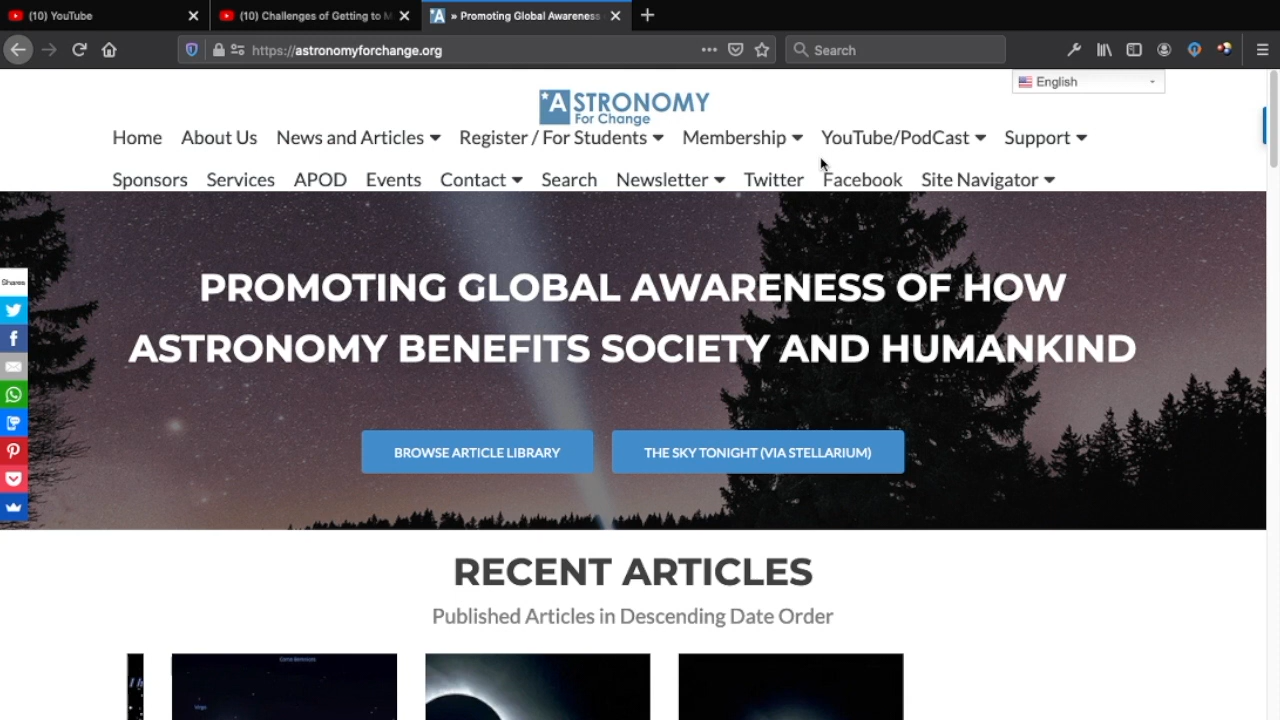 (10) YouTube
(10) Challenges of Getting to M
» Promoting Global Awareness
https://astronomyforchange.org
Search
English
ASTRONOMY
For Change
Home About Us News and Articles Register / For Students Membership YouTube/PodCast Support
Sponsors Services APOD Events Contact Search Newsletter Twitter Facebook Site Navigator
PROMOTING GLOBAL AWARENESS OF HOW
ASTRONOMY BENEFITS SOCIETY AND HUMANKIND
Shares
BROWSE ARTICLE LIBRARY
THE SKY TONIGHT (VIA STELLARIUM)
RECENT ARTICLES
Published Articles in Descending Date Order
Coma Berenices
Virgo